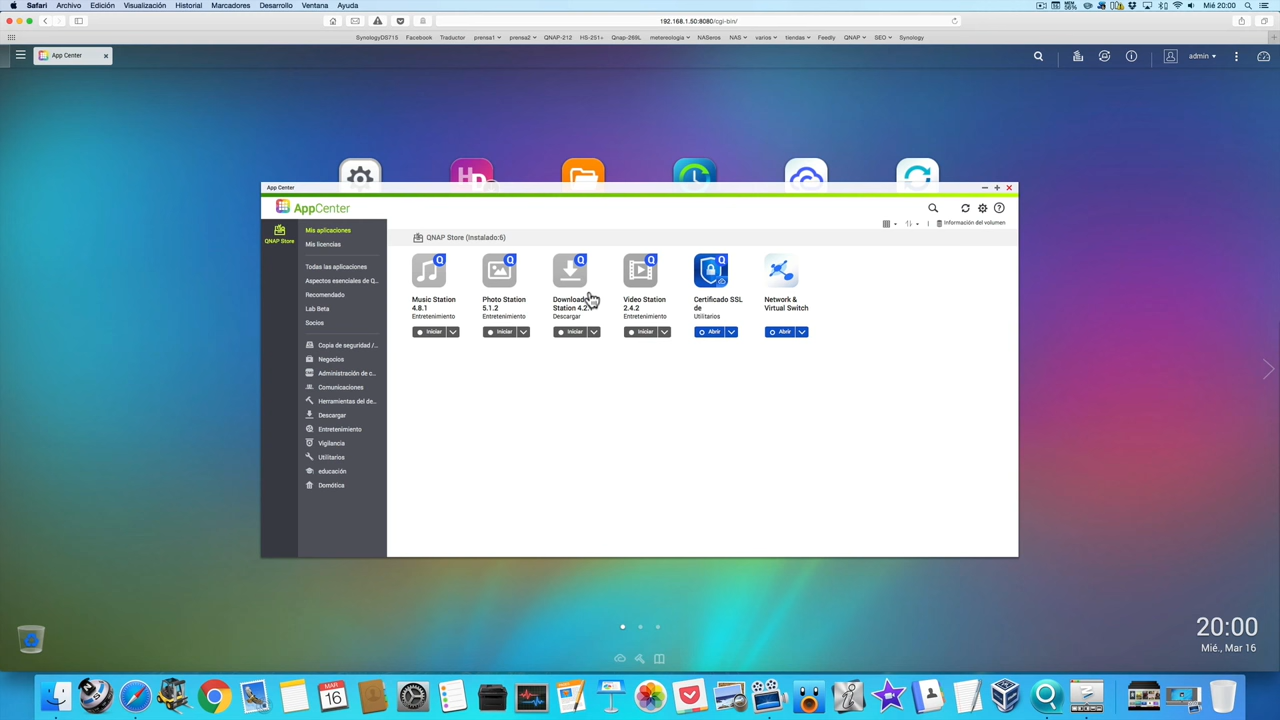 Safari Archivo Edición Visualización Historial Marcadores Desarrollo Ventana Ayuda Mié 20:00
192.168.1.50:8080/cgi-bin/
SynologyDS715 Facebook Traductor prensa1 prensa2 QNAP-212 HS-251+ Qnap-269L metereologia NASeros NAS varios tiendas Feedly QNAP SEO Synology
App Center admin
App Center
AppCenter
Información del volumen
QNAP Store
Mis aplicaciones
Mis licencias
Todas las aplicaciones
Aspectos esenciales de Q...
Recomendado
Lab Beta
Socios
Copia de seguridad /...
Negocios
Administración de c...
Comunicaciones
Herramientas del de...
Descargar
Entretenimiento
Vigilancia
Utilitarios
educación
Domótica
QNAP Store (Instalado:6)
Music Station
4.8.1
Entretenimiento
Iniciar
Photo Station
5.1.2
Entretenimiento
Iniciar
Download
Station 4.2.
Descargar
Iniciar
Video Station
2.4.2
Entretenimiento
Iniciar
Certificado SSL
de
Utilitarios
Abrir
Network &
Virtual Switch
Abrir
20:00
Mié., Mar 16
MAR
16